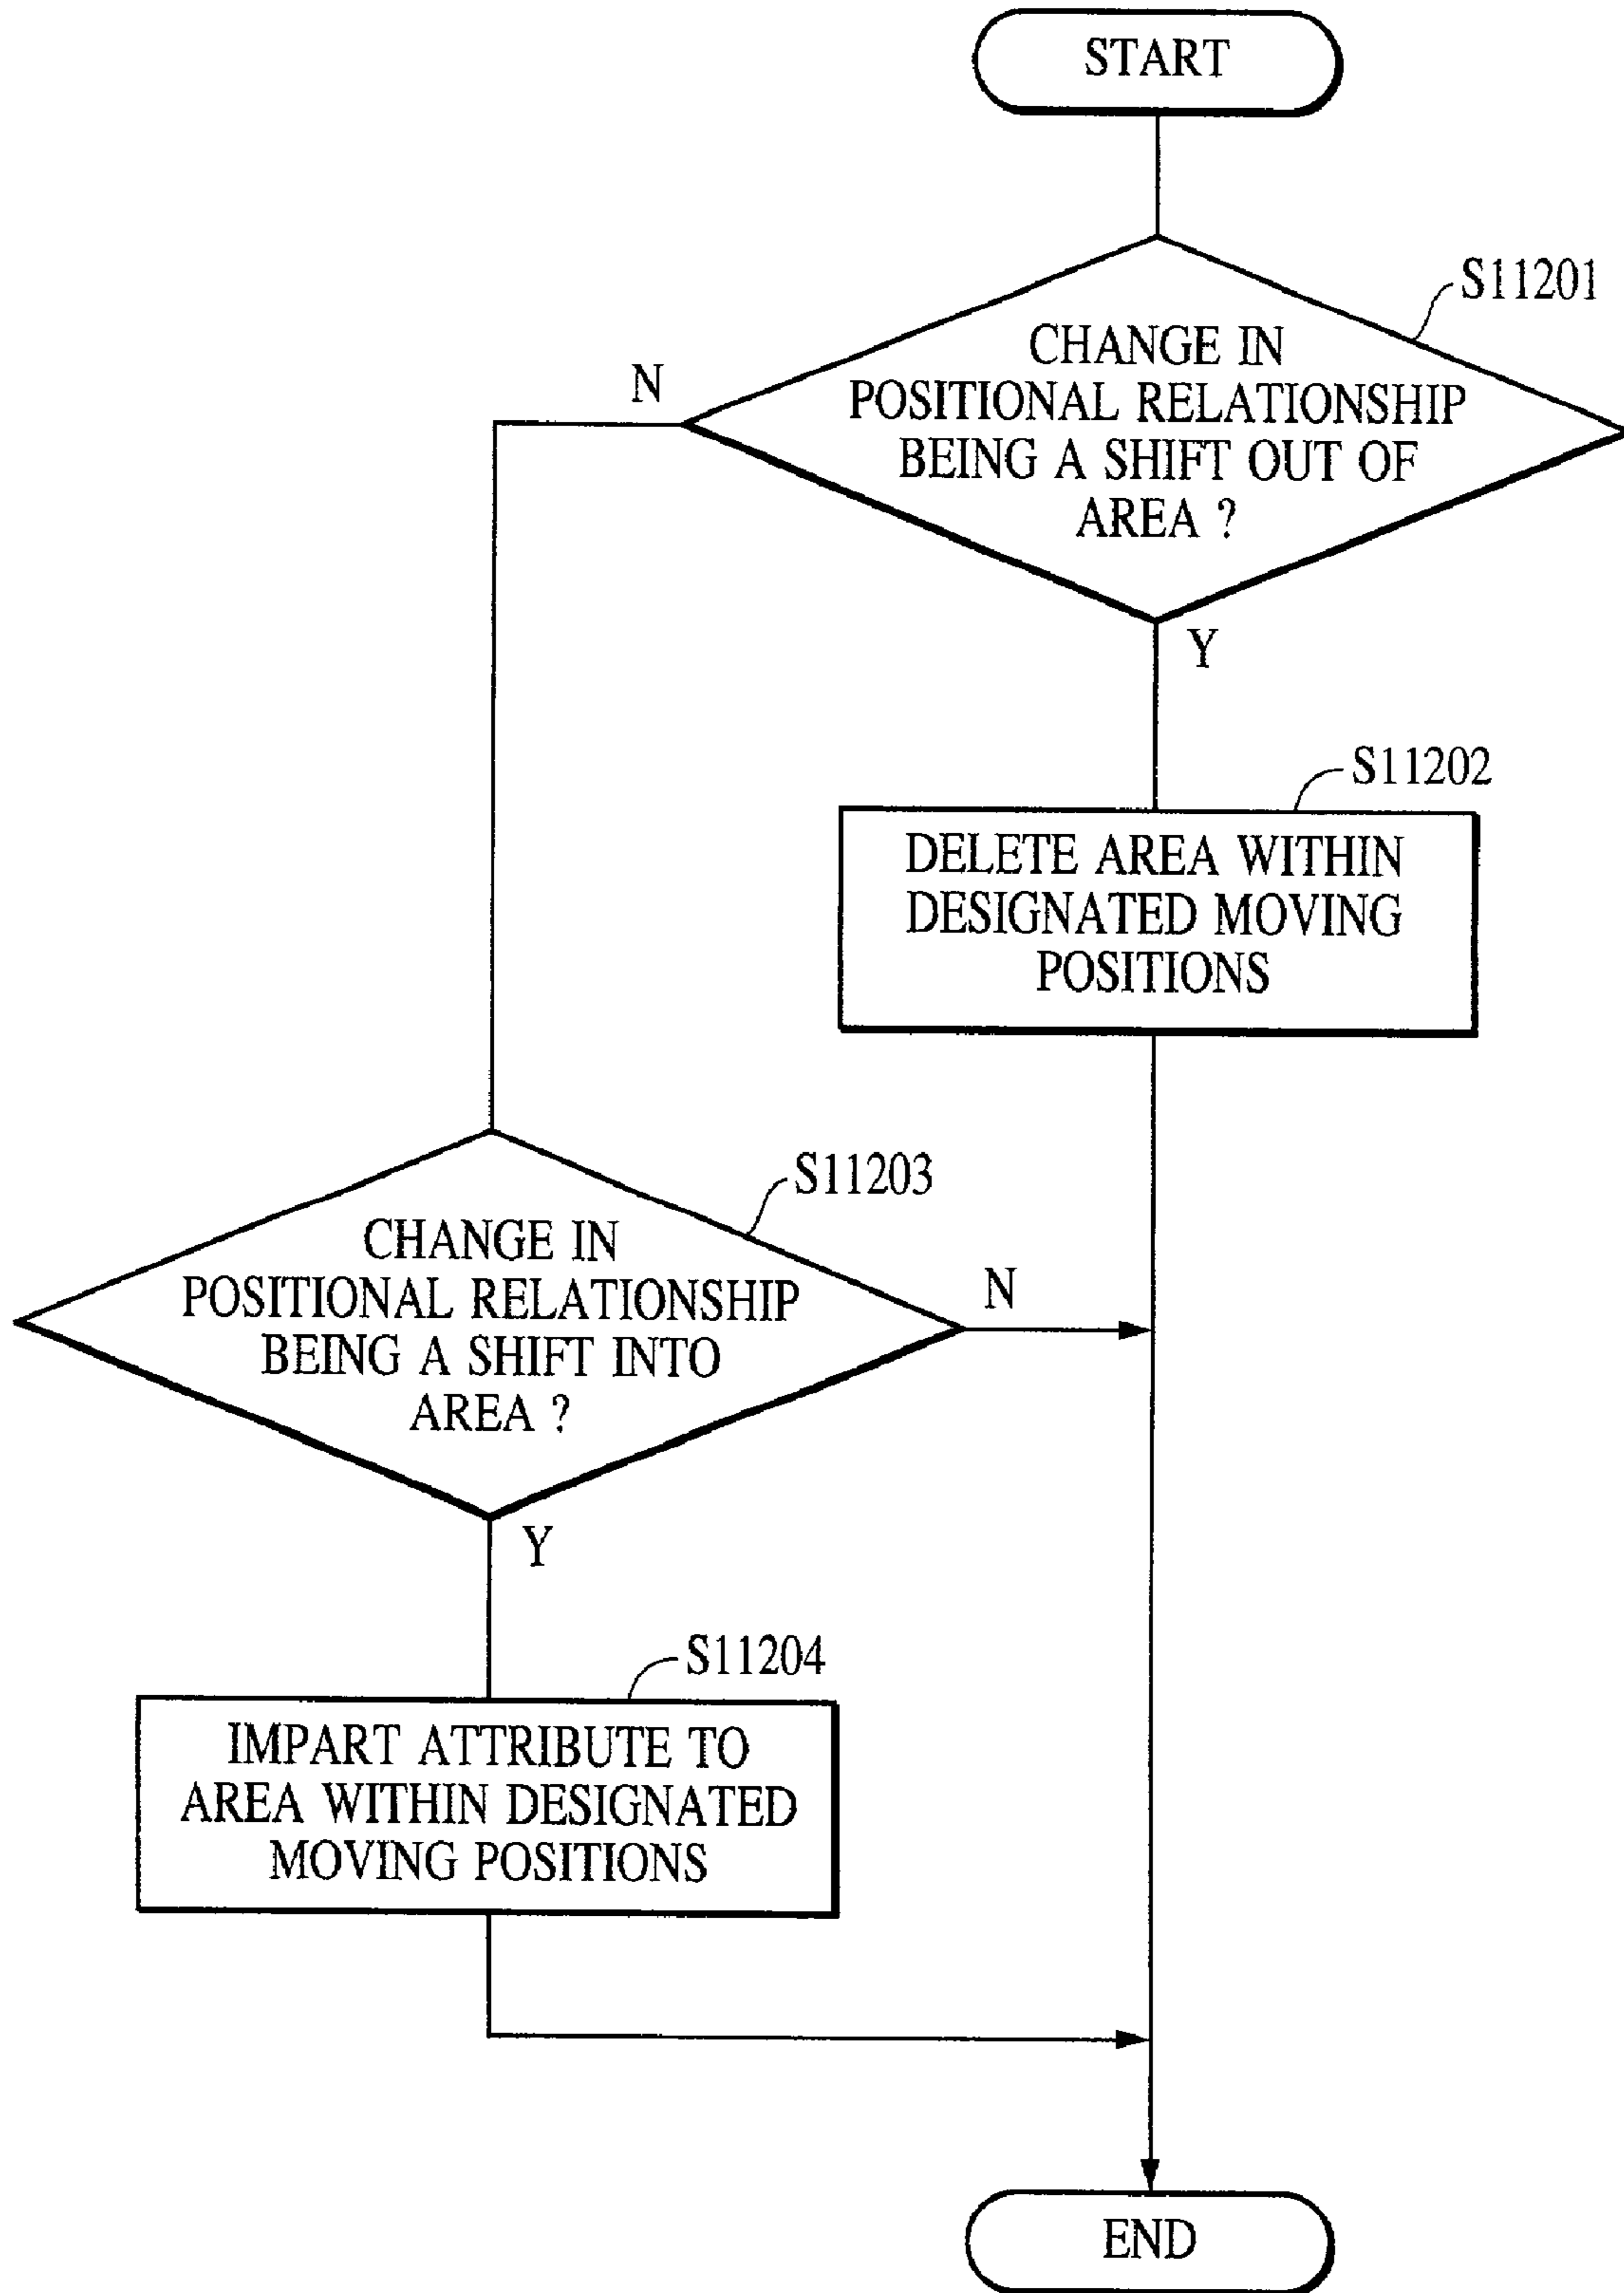 START
S11201
CHANGE IN
POSITIONAL RELATIONSHIP
BEING A SHIFT OUT OF
AREA ?
N
Y
S11202
DELETE AREA WITHIN
DESIGNATED MOVING
POSITIONS
S11203
CHANGE IN
POSITIONAL RELATIONSHIP
BEING A SHIFT INTO
AREA ?
N
Y
S11204
IMPART ATTRIBUTE TO
AREA WITHIN DESIGNATED
MOVING POSITIONS
END